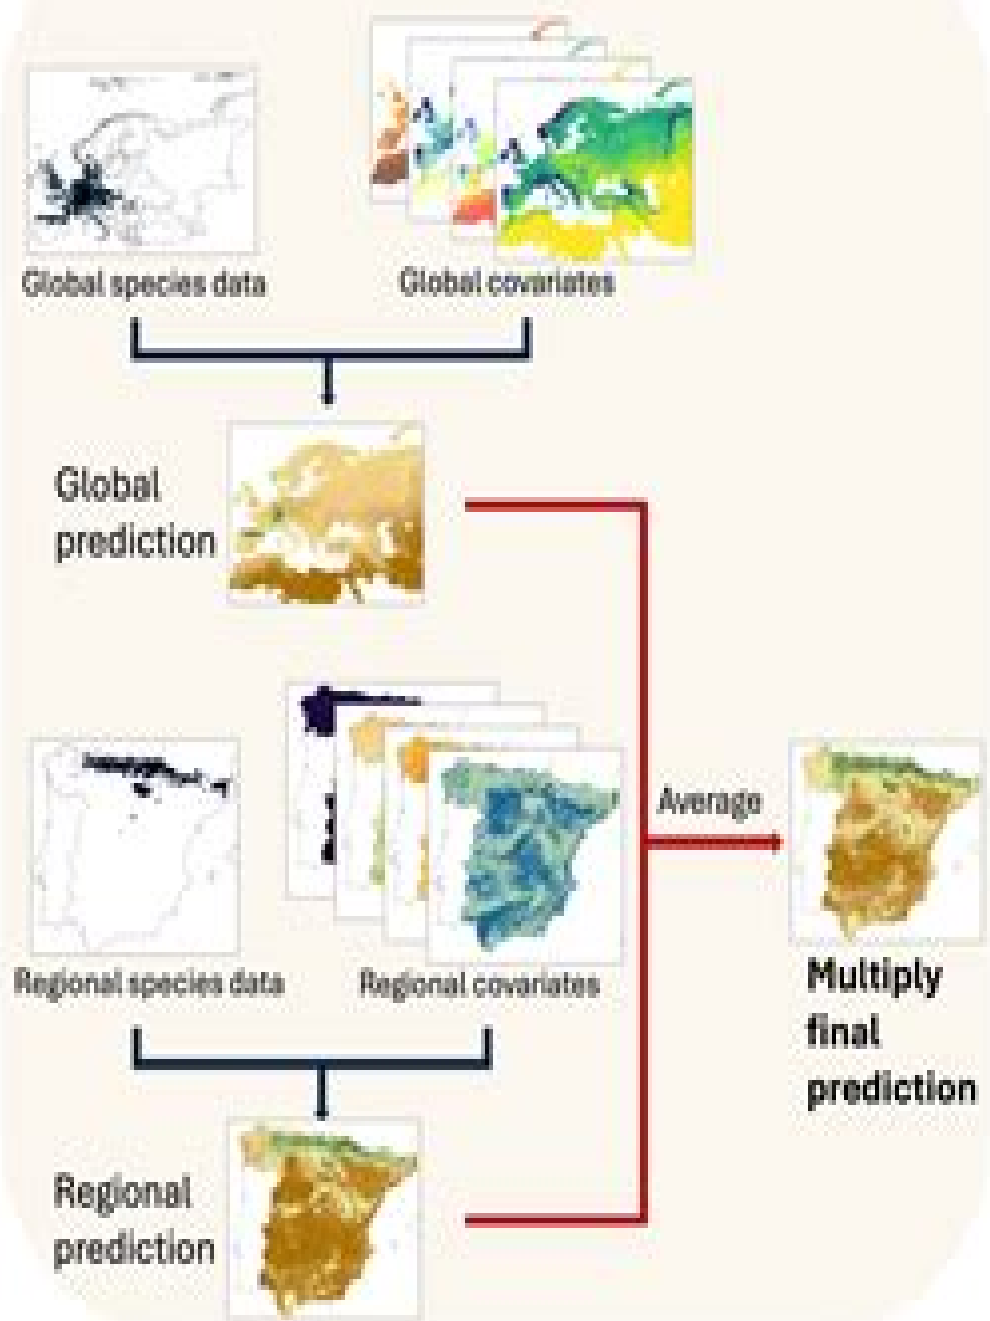 Global species data
Global covariates
Global
prediction
Regional species data
Regional covariates
Average
Multiply
final
prediction
Regional
prediction